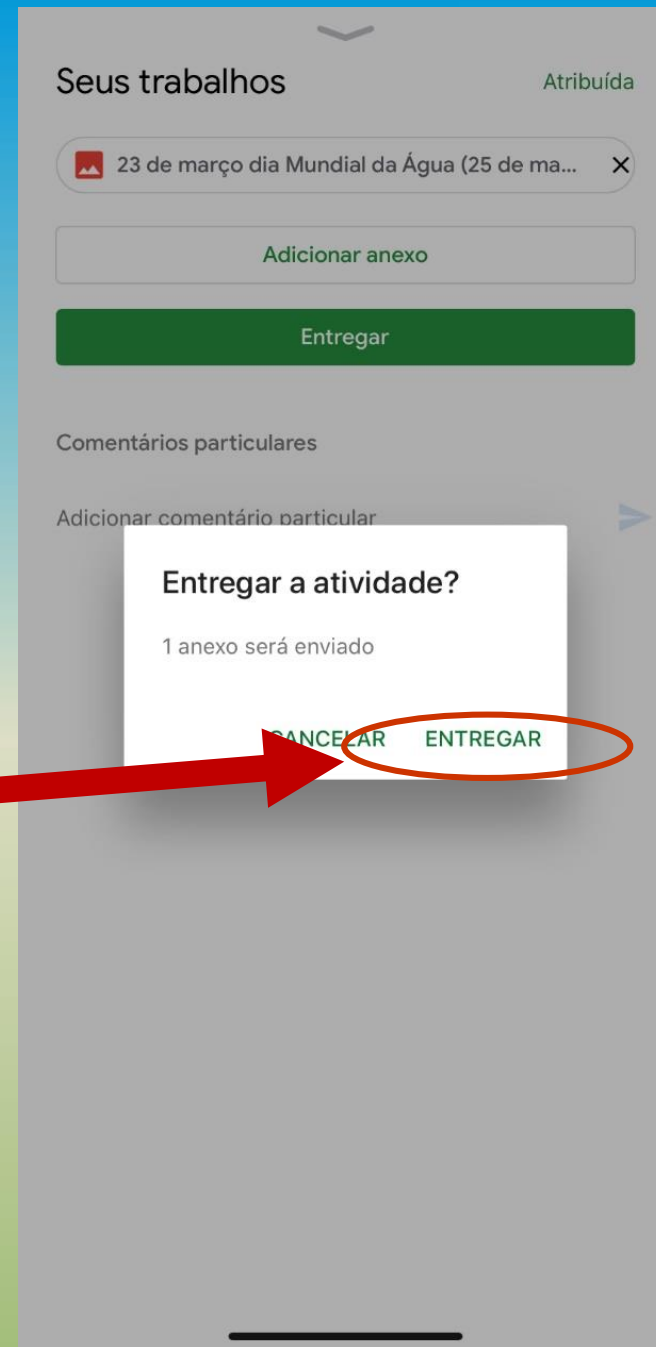 Seus trabalhos
Atribuída
23 de março dia Mundial da Água (25 de ma...
Adicionar anexo
Entregar
Comentários particulares
Adicionar comentário particular
Entregar a atividade?
1 anexo será enviado
CANCELAR ENTREGAR